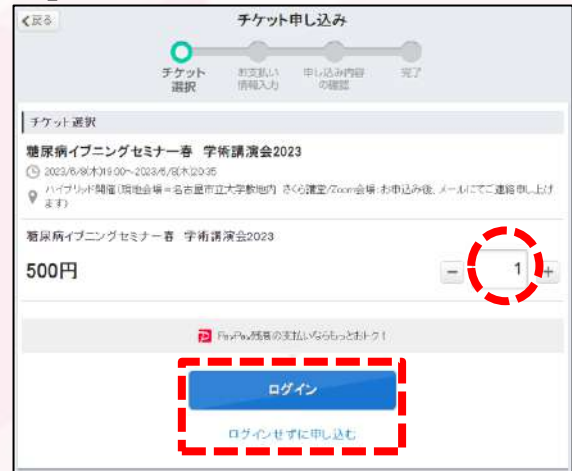 戻る
チケット申し込み
チケット
選択
お支払い
情報入力
申し込み内容
の確認
完了
チケット選択
糖尿病イブニングセミナー春 学術講演会2023
2023/6/8(木)19:00~2023/6/8(木)20:35
ハイブリッド開催(現地会場=名古屋市立大学敷地内 さくら講堂/Zoom会場:お申込み後、メールにてご連絡申し上げ
ます)
糖尿病イブニングセミナー春 学術講演会2023
500円
- 1 +
PayPay残高の支払いならもっとおトク!
ログイン
ログインせずに申し込む